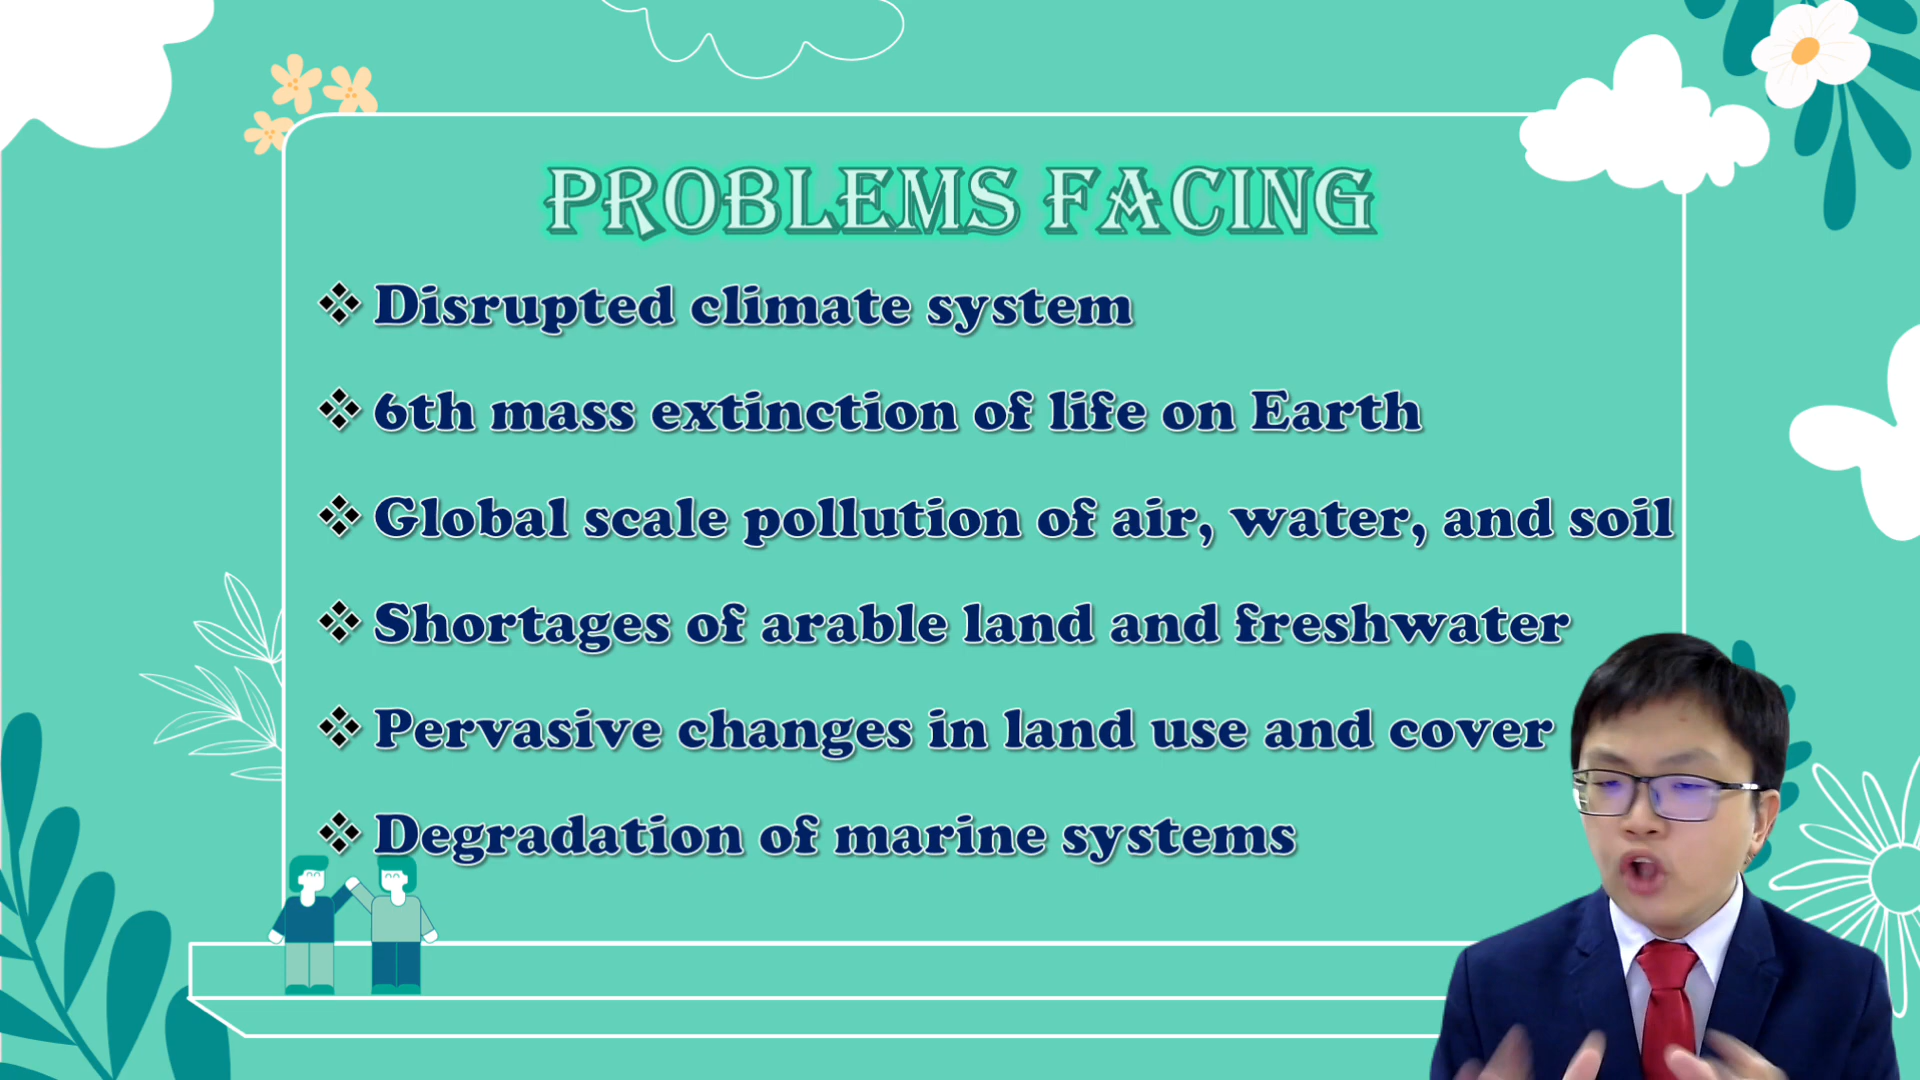 PROBLEMS FACING
Disrupted climate system
6th mass extinction of life on Earth
Global scale pollution of air, water, and soil
Shortages of arable land and freshwater
Pervasive changes in land use and cover
Degradation of marine systems